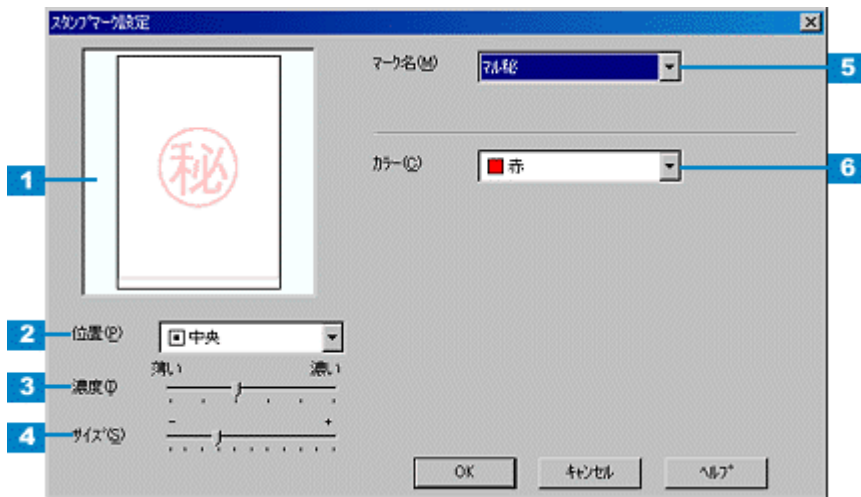 スタンプマーク設定
マーク名(M)
マル秘
5
秘
1
カラー(C)
赤
6
2
位置(P)
中央
薄い
濃い
3
濃度(I)
-
+
4
サイズ(S)
OK
キャンセル
ヘルプ